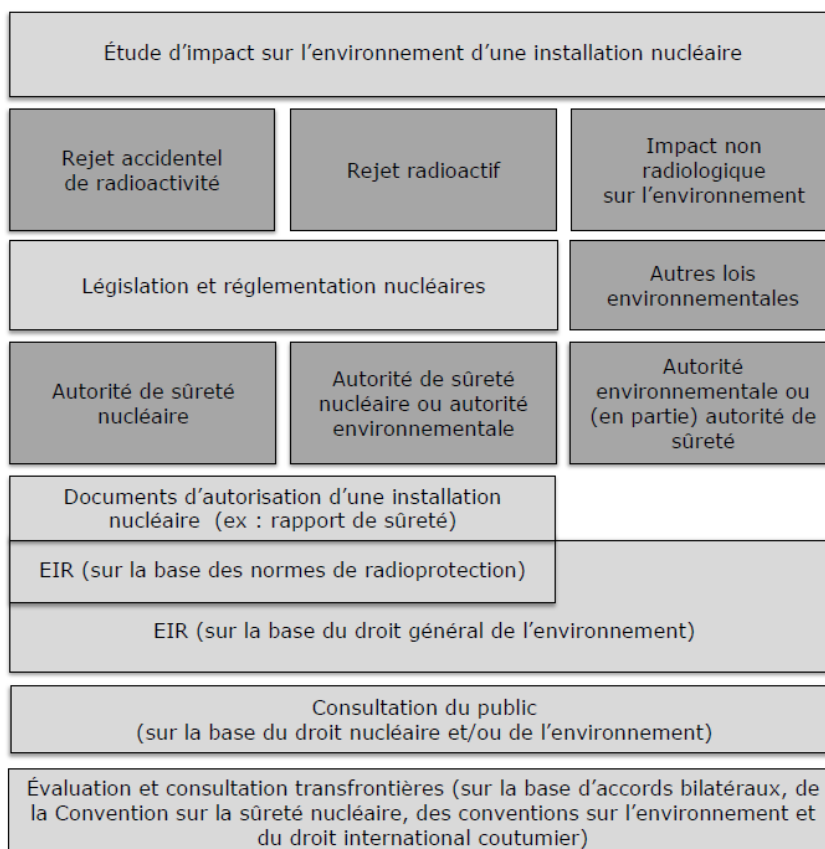 Étude d'impact sur l'environnement d'une installation nucléaire
Rejet accidentel
de radioactivité
Rejet radioactif
Impact non
radiologique
sur l'environnement
Législation et réglementation nucléaires
Autres lois
environnementales
Autorité de sûreté
nucléaire
Autorité de sûreté
nucléaire ou autorité
environnementale
Autorité
environnementale ou
(en partie) autorité de
sûreté
Documents d'autorisation d'une installation
nucléaire (ex : rapport de sûreté)
EIR (sur la base des normes de radioprotection)
EIR (sur la base du droit général de l'environnement)
Consultation du public
(sur la base du droit nucléaire et/ou de l'environnement)
Évaluation et consultation transfrontières (sur la base d'accords bilatéraux, de
la Convention sur la sûreté nucléaire, des conventions sur l'environnement et
du droit international coutumier)